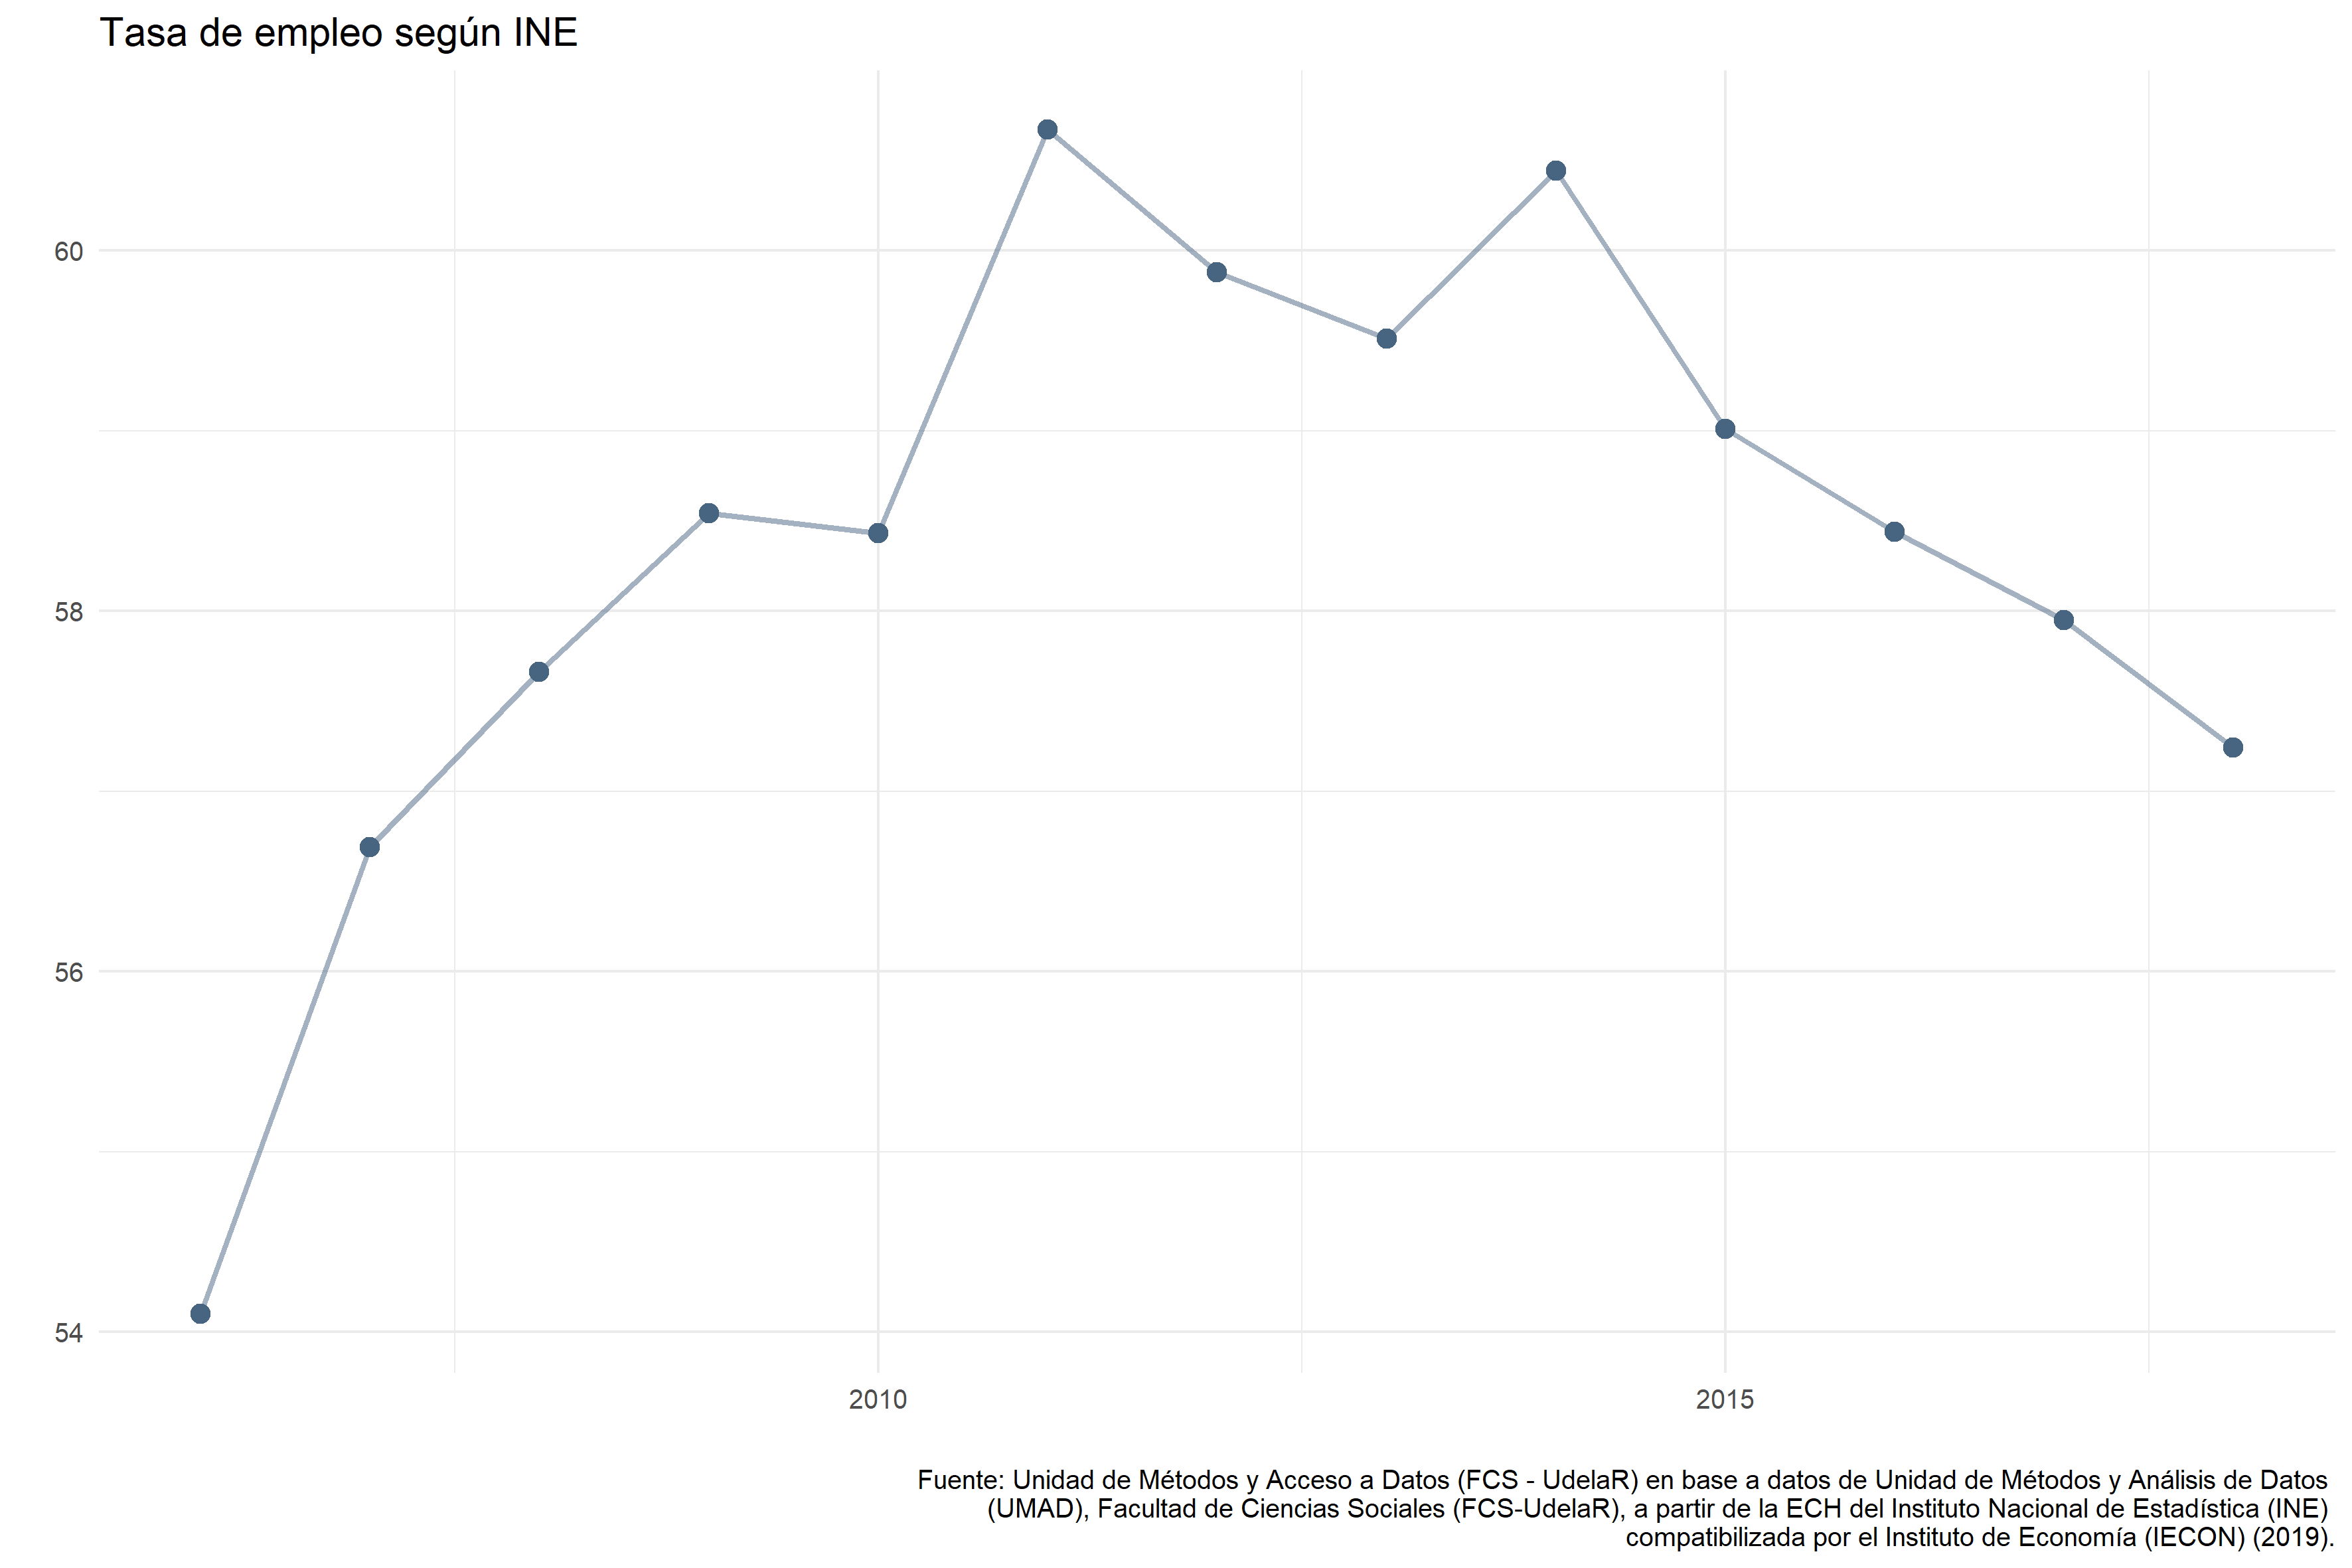 Tasa de empleo según INE
60
58
56
54
2010
2015
Fuente: Unidad de Métodos y Acceso a Datos (FCS - UdelaR) en base a datos de Unidad de Métodos y Análisis de Datos
(UMAD), Facultad de Ciencias Sociales (FCS-UdelaR), a partir de la ECH del Instituto Nacional de Estadística (INE)
compatibilizada por el Instituto de Economía (IECON) (2019).